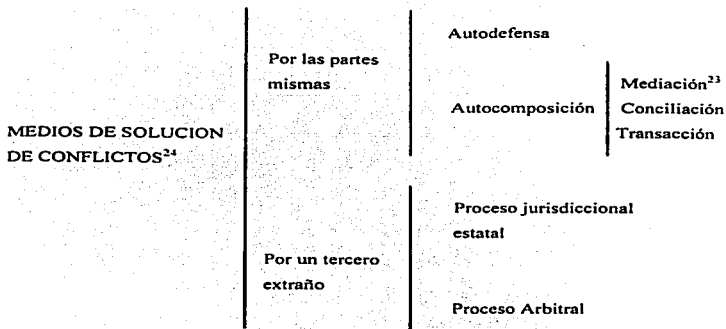 MEDIOS DE SOLUCION
DE CONFLICTOS²⁴
Por las partes
mismas
Autodefensa
Autocomposición
Mediación²³
Conciliación
Transacción
Por un tercero
extraño
Proceso jurisdiccional
estatal
Proceso Arbitral